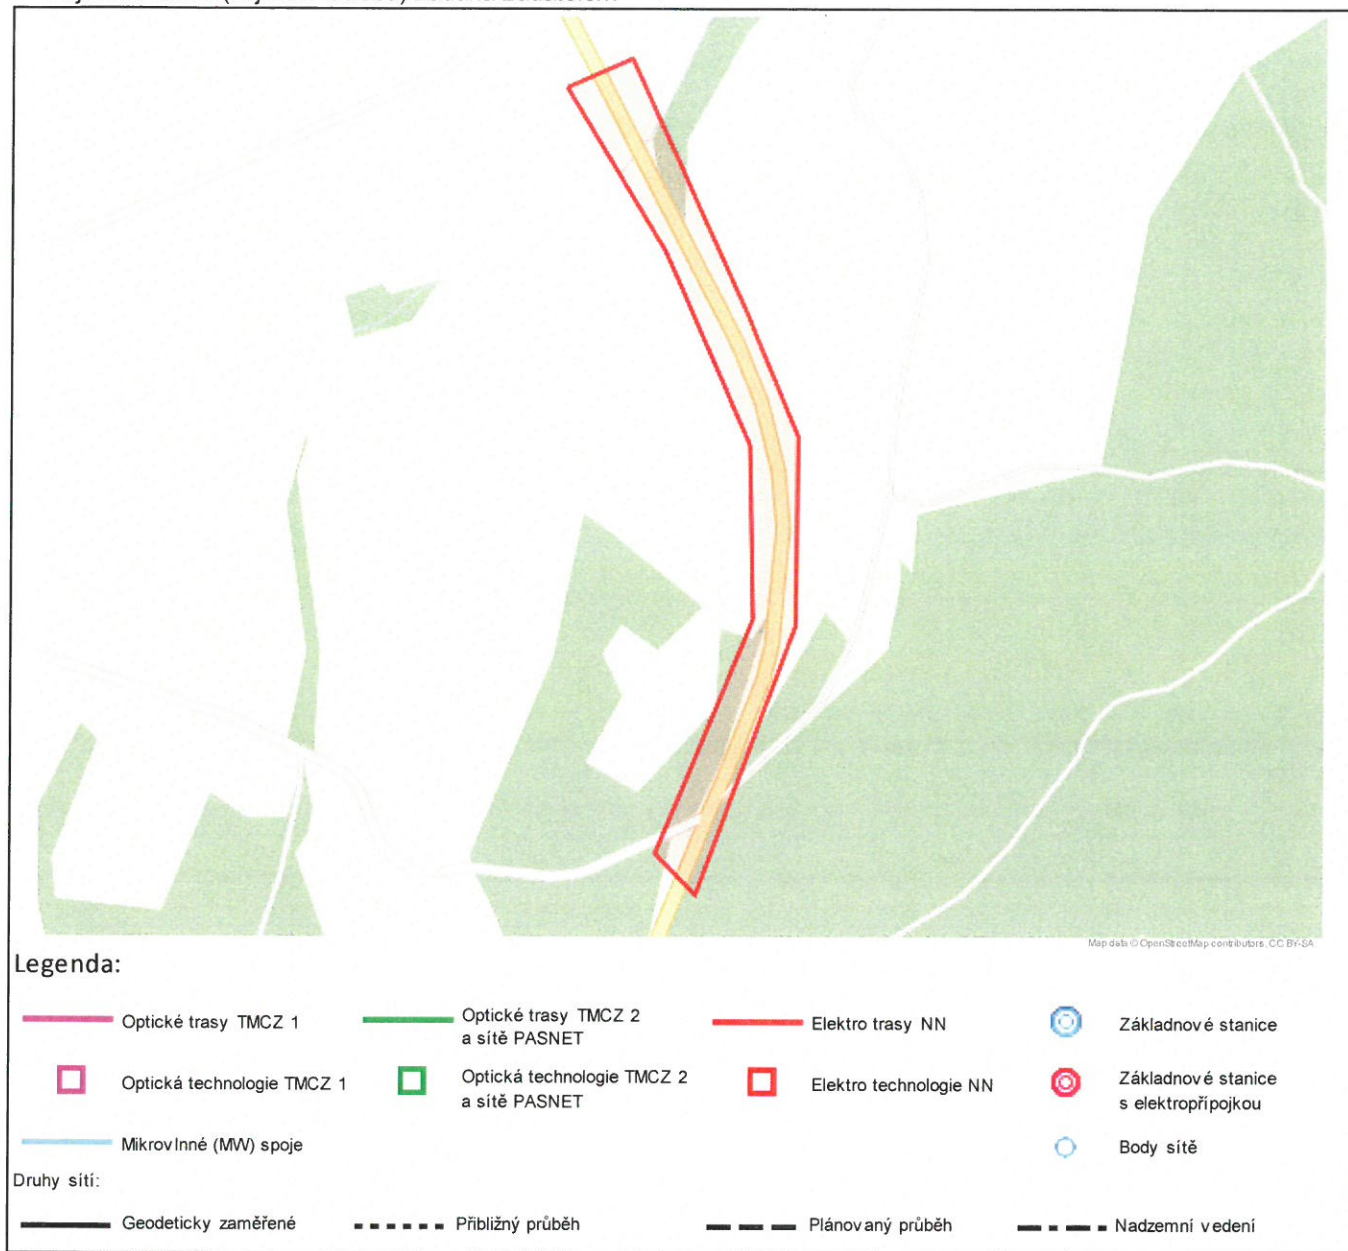 Map data © OpenStreetMap contributors, CC BY-SA
Legenda:
Optické trasy TMCZ 1
Optické trasy TMCZ 2
a sítě PASNET
Elektro trasy NN
Základnové stanice
Optická technologie TMCZ 1
Optická technologie TMCZ 2
a sítě PASNET
Elektro technologie NN
Základnové stanice
s elektropřípojkou
Mikrovlnné (MW) spoje
Body sítě
Druhy sítí:
Geodeticky zaměřené
Přibližný průběh
Plánovaný průběh
Nadzemní vedení